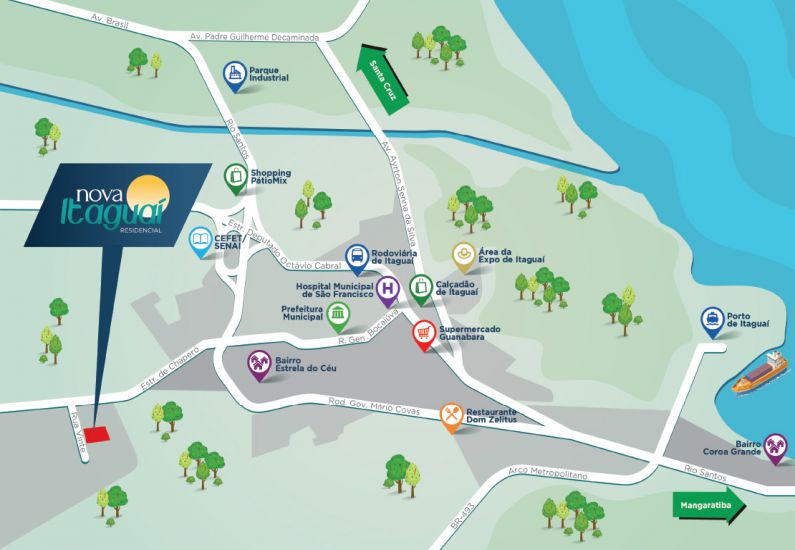 Av. Brasil
Av. Padre Guilherme Decaminada
Parque
Industrial
Santa Cruz
Rio Santos
Av. Ayrton Senna da Silva
Shopping
PátioMix
nova
Itaguaí
RESIDENCIAL
Estr. Deputado Octávio Cabral
CEFET/
SENAI
Rodoviária
de Itaguaí
Área da
Expo de Itaguaí
Hospital Municipal
de São Francisco
H
Calçadão
de Itaguaí
Prefeitura
Municipal
Porto
de Itaguaí
R. Gen. Bocaiúva
Supermercado
Guanabara
Bairro
Estrela do Céu
Estr. de Chaperó
Rod. Gov. Mário Covas
Restaurante
Dom Zelitus
Rua Vinte
Bairro
Coroa Grande
Arco Metropolitano
Rio Santos
BR-493
Mangaratiba